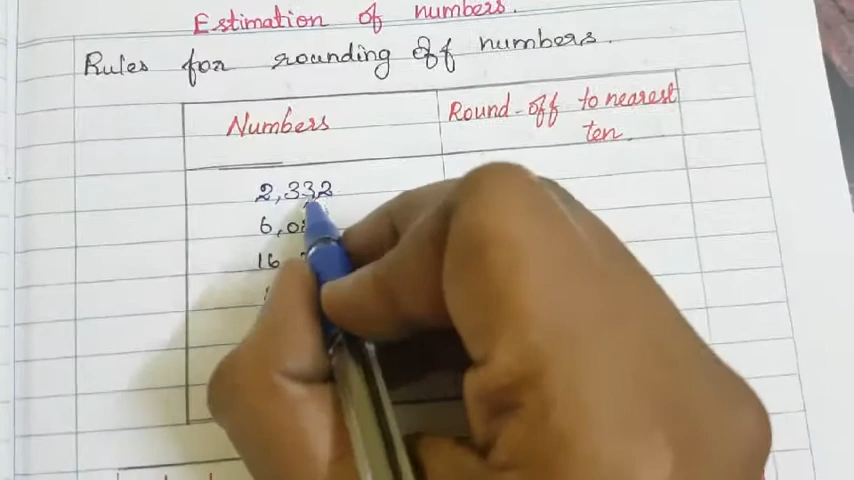 Estimation of numbers.
Rules for rounding off numbers.
Numbers
Round-off to nearest
ten
2,332